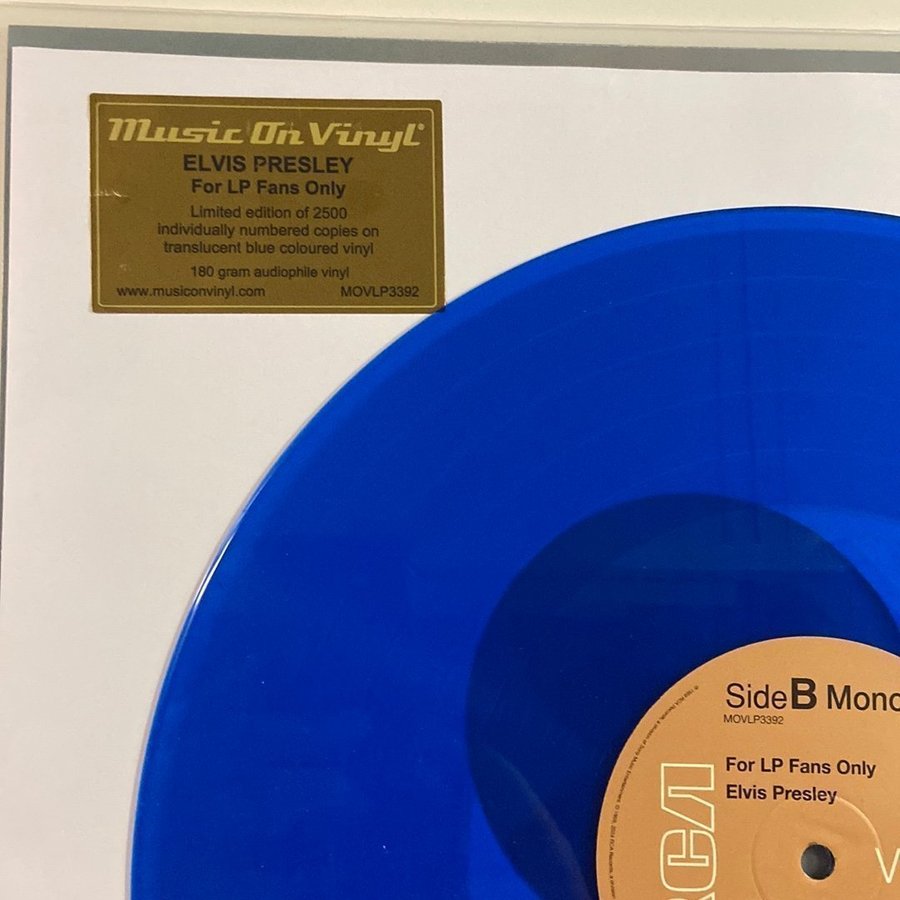 Music On Vinyl®
ELVIS PRESLEY
For LP Fans Only
Limited edition of 2500
individually numbered copies on
translucent blue coloured vinyl
180 gram audiophile vinyl
www.musiconvinyl.com MOVLP3392
Side B Mono
MOVLP3392
For LP Fans Only
Elvis Presley
RCA
V